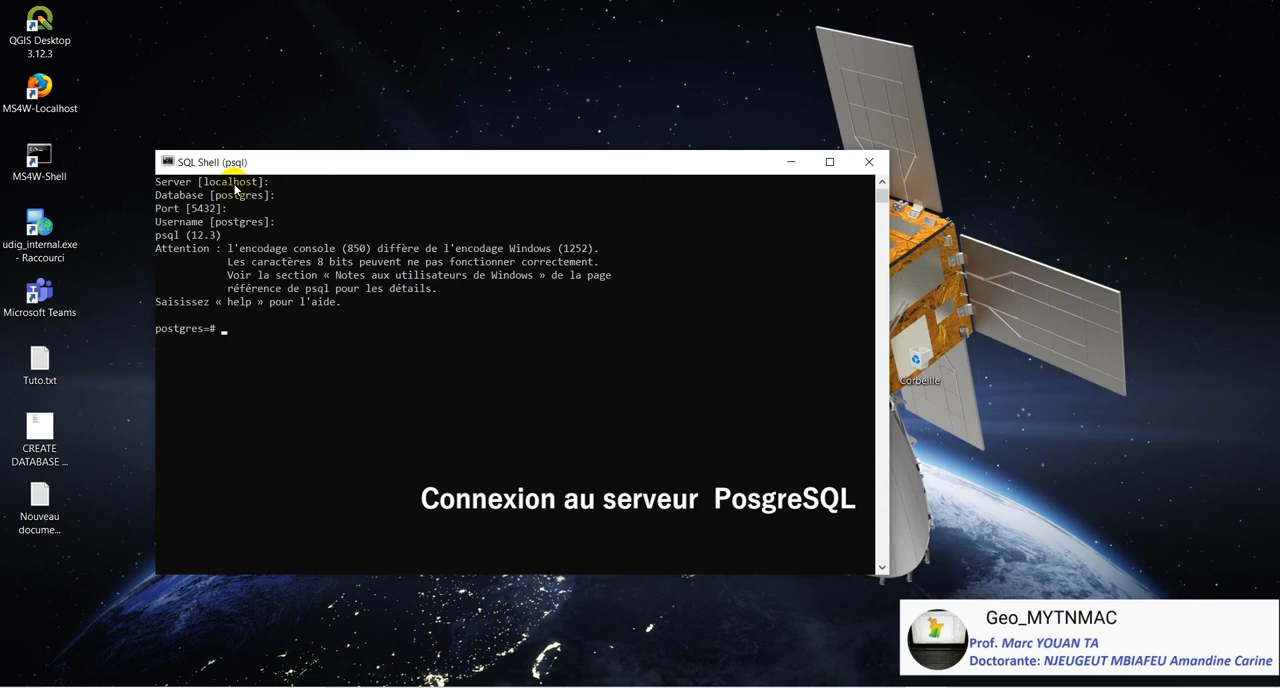 QGIS Desktop
3.12.3
MS4W-Localhost
MS4W-Shell
udig_internal.exe
- Raccourci
Microsoft Teams
Tuto.txt
CREATE
DATABASE ...
Nouveau
docume...
SQL Shell (psql)
Server [localhost]:
Database [postgres]:
Port [5432]:
Username [postgres]:
psql (12.3)
Attention : l'encodage console (850) diffère de l'encodage Windows (1252).
Les caractères 8 bits peuvent ne pas fonctionner correctement.
Voir la section « Notes aux utilisateurs de Windows » de la page
référence de psql pour les détails.
Saisissez « help » pour l'aide.
postgres=#
Corbeille
Connexion au serveur PosgreSQL
Geo_MYTNMAC
Prof. Marc YOUAN TA
Doctorante: NJEUGEUT MBIAFEU Amandine Carine